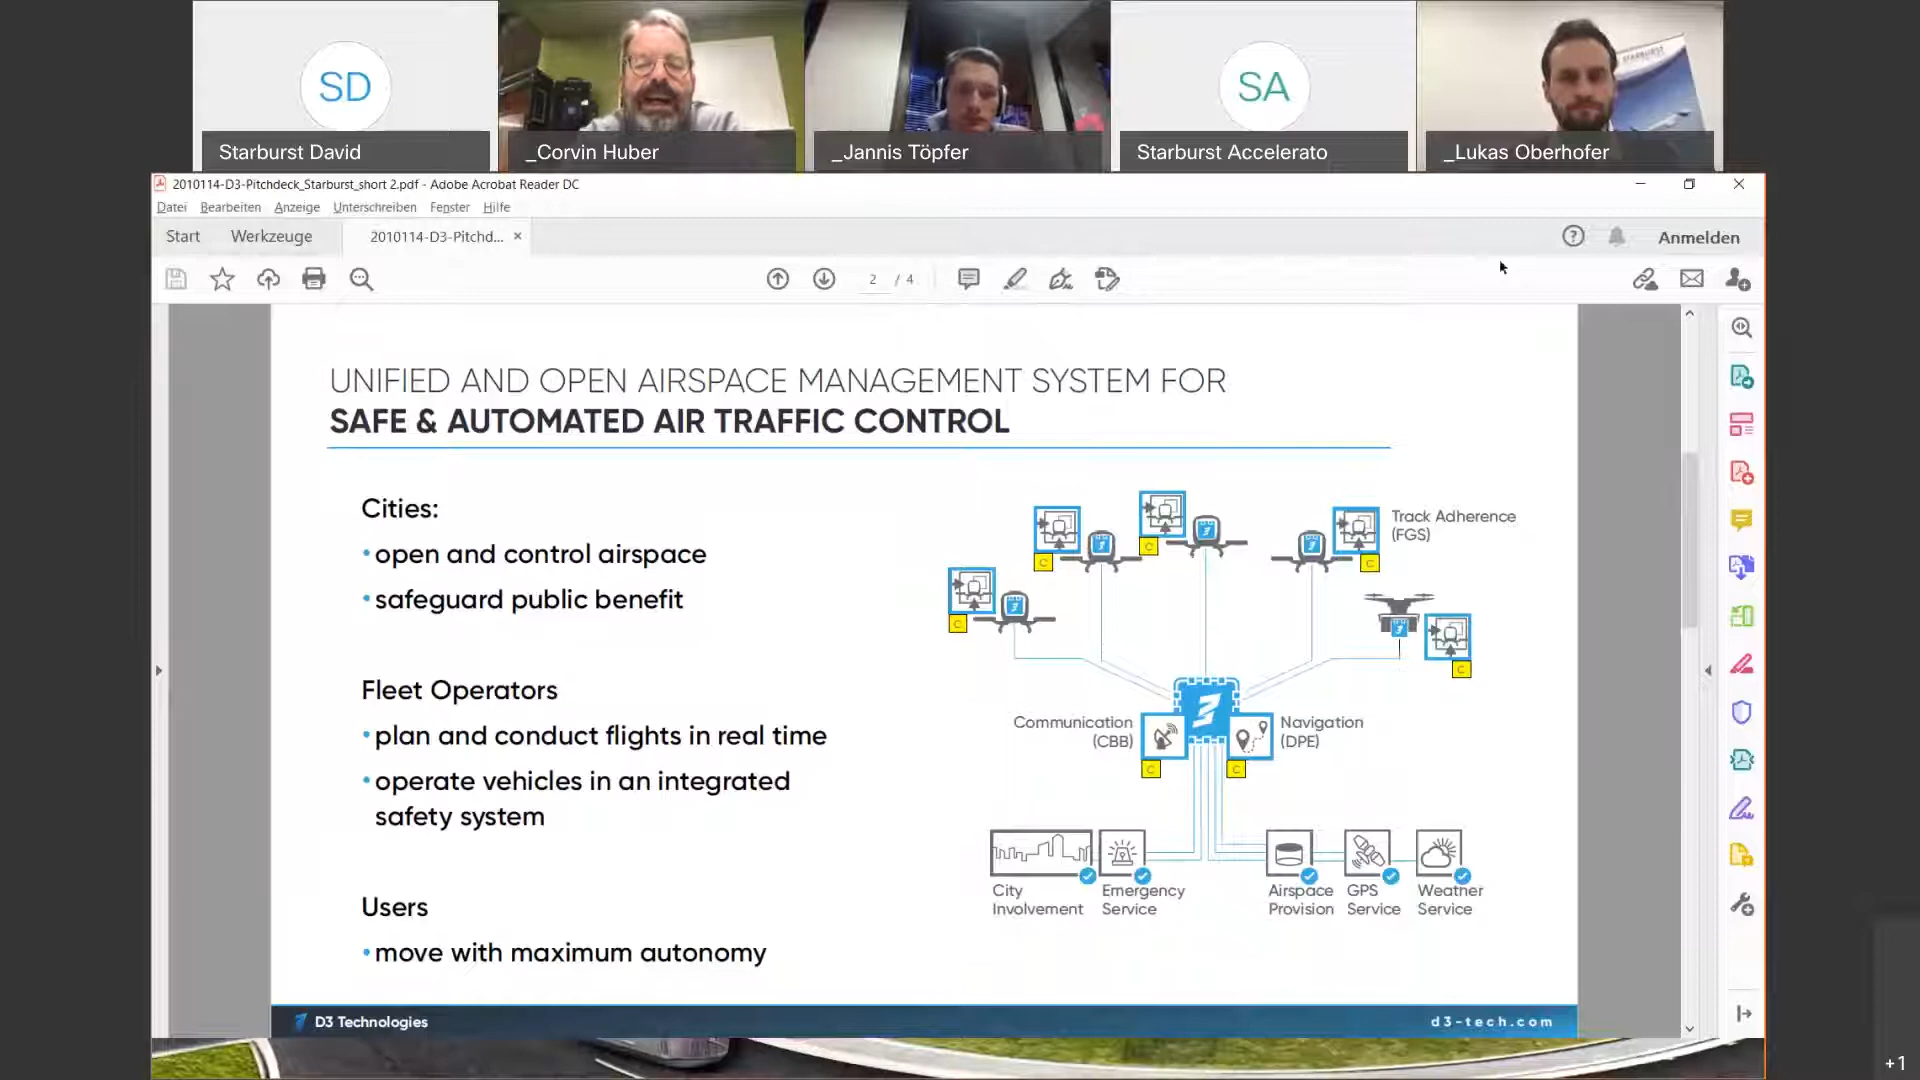 SD
SA
STARBURST
Starburst David
_Corvin Huber
_Jannis Töpfer
Starburst Accelerato
_Lukas Oberhofer
2010114-D3-Pitchdeck_Starburst_short 2.pdf - Adobe Acrobat Reader DC
Datei Bearbeiten Anzeige Unterschreiben Fenster Hilfe
Start Werkzeuge 2010114-D3-Pitchd... × Anmelden
2 / 4
UNIFIED AND OPEN AIRSPACE MANAGEMENT SYSTEM FOR
SAFE & AUTOMATED AIR TRAFFIC CONTROL
Cities:
•open and control airspace
•safeguard public benefit
Fleet Operators
•plan and conduct flights in real time
•operate vehicles in an integrated
safety system
Users
•move with maximum autonomy
Track Adherence
(FGS)
C
C
C
C
C
Communication
(CBB)
Navigation
(DPE)
C
C
City
Involvement
Emergency
Service
Airspace
Provision
GPS
Service
Weather
Service
D3 Technologies
d3-tech.com
+1